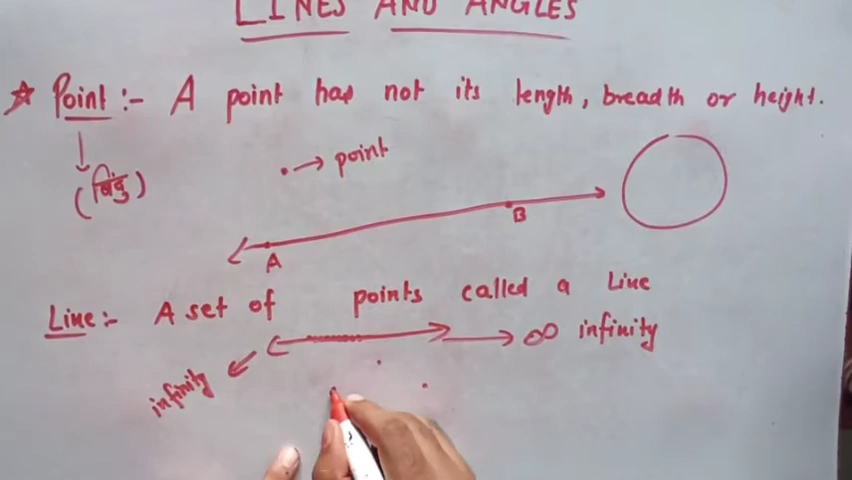 LINES AND ANGLES
Point :- A point has not its length, breadth or height.
(बिंदु)
point
A
B
Line :- A set of points called a Line
∞ infinity
infinity